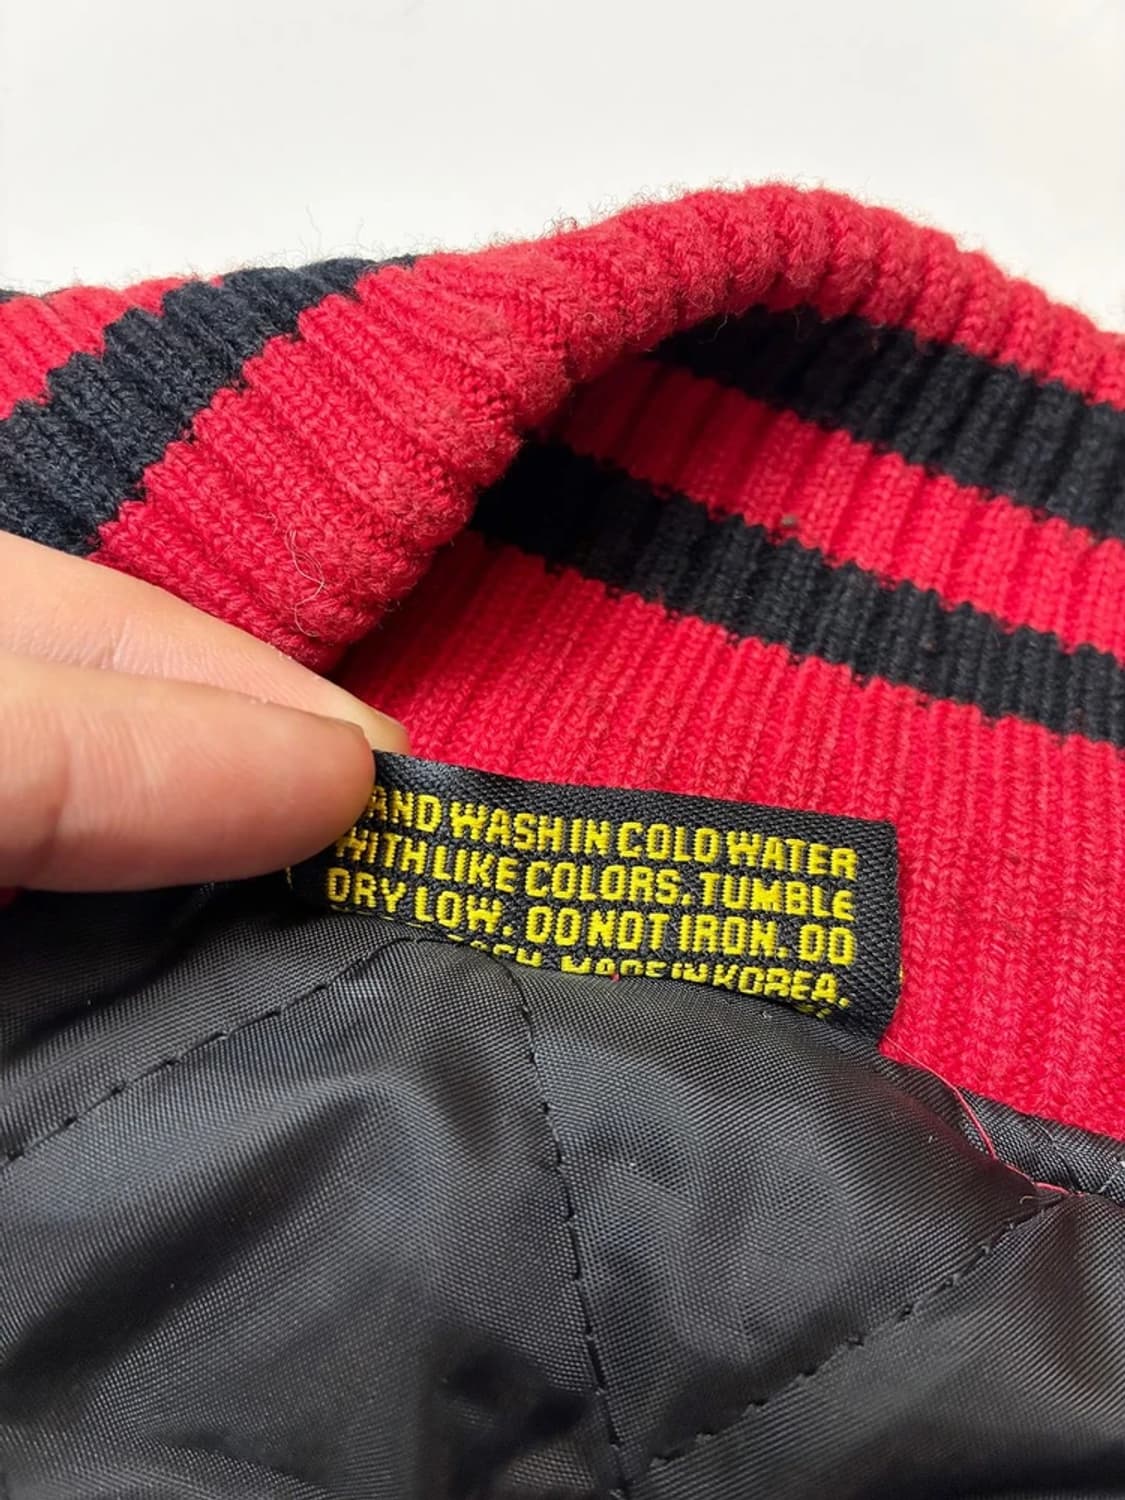 AND WASH IN COLD WATER
WITH LIKE COLORS. TUMBLE
DRY LOW. DO NOT IRON. DO
MADE IN KOREA.